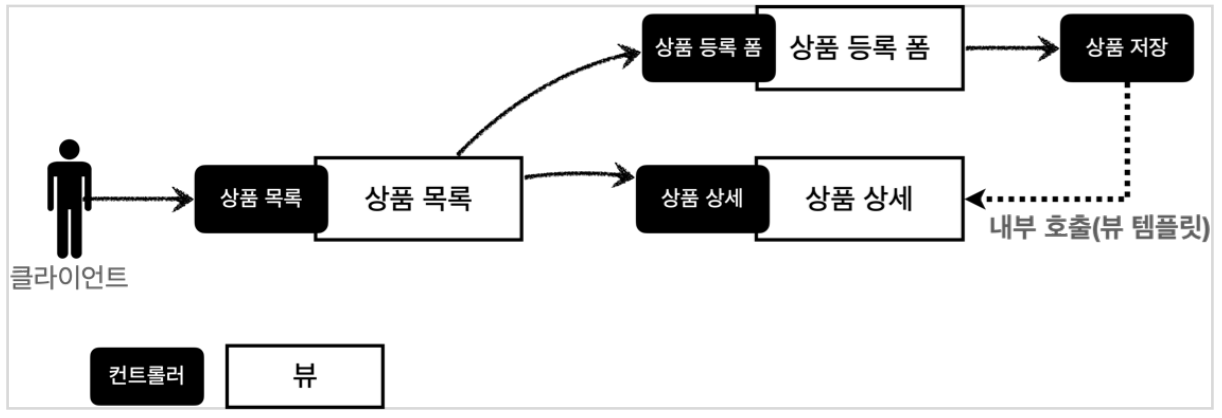 상품 등록 폼
상품 등록 폼
상품 저장
상품 목록
상품 목록
상품 상세
상품 상세
내부 호출(뷰 템플릿)
클라이언트
컨트롤러
뷰